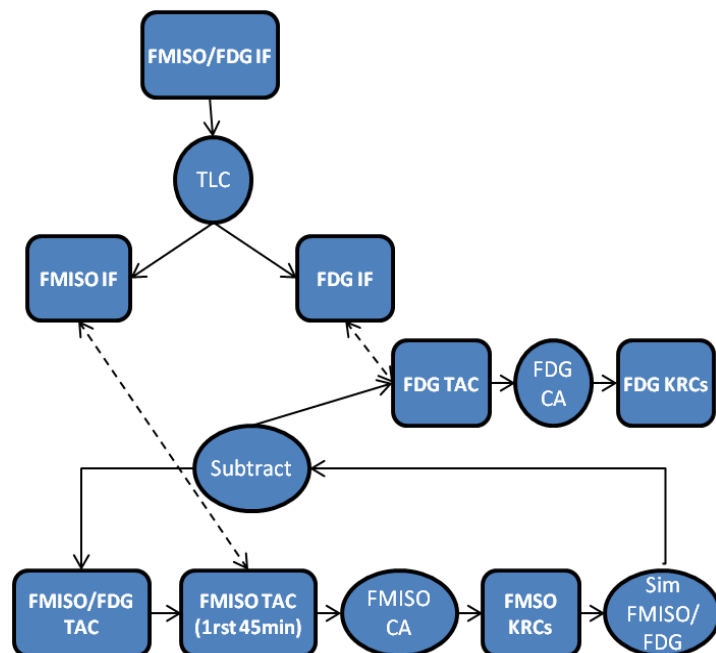 FMISO/FDG IF
TLC
FMISO IF
FDG IF
FDG TAC
FDG
CA
FDG KRCs
Subtract
FMISO/FDG
TAC
FMISO TAC
(1rst 45min)
FMISO
CA
FMSO
KRCs
Sim
FMISO/
FDG